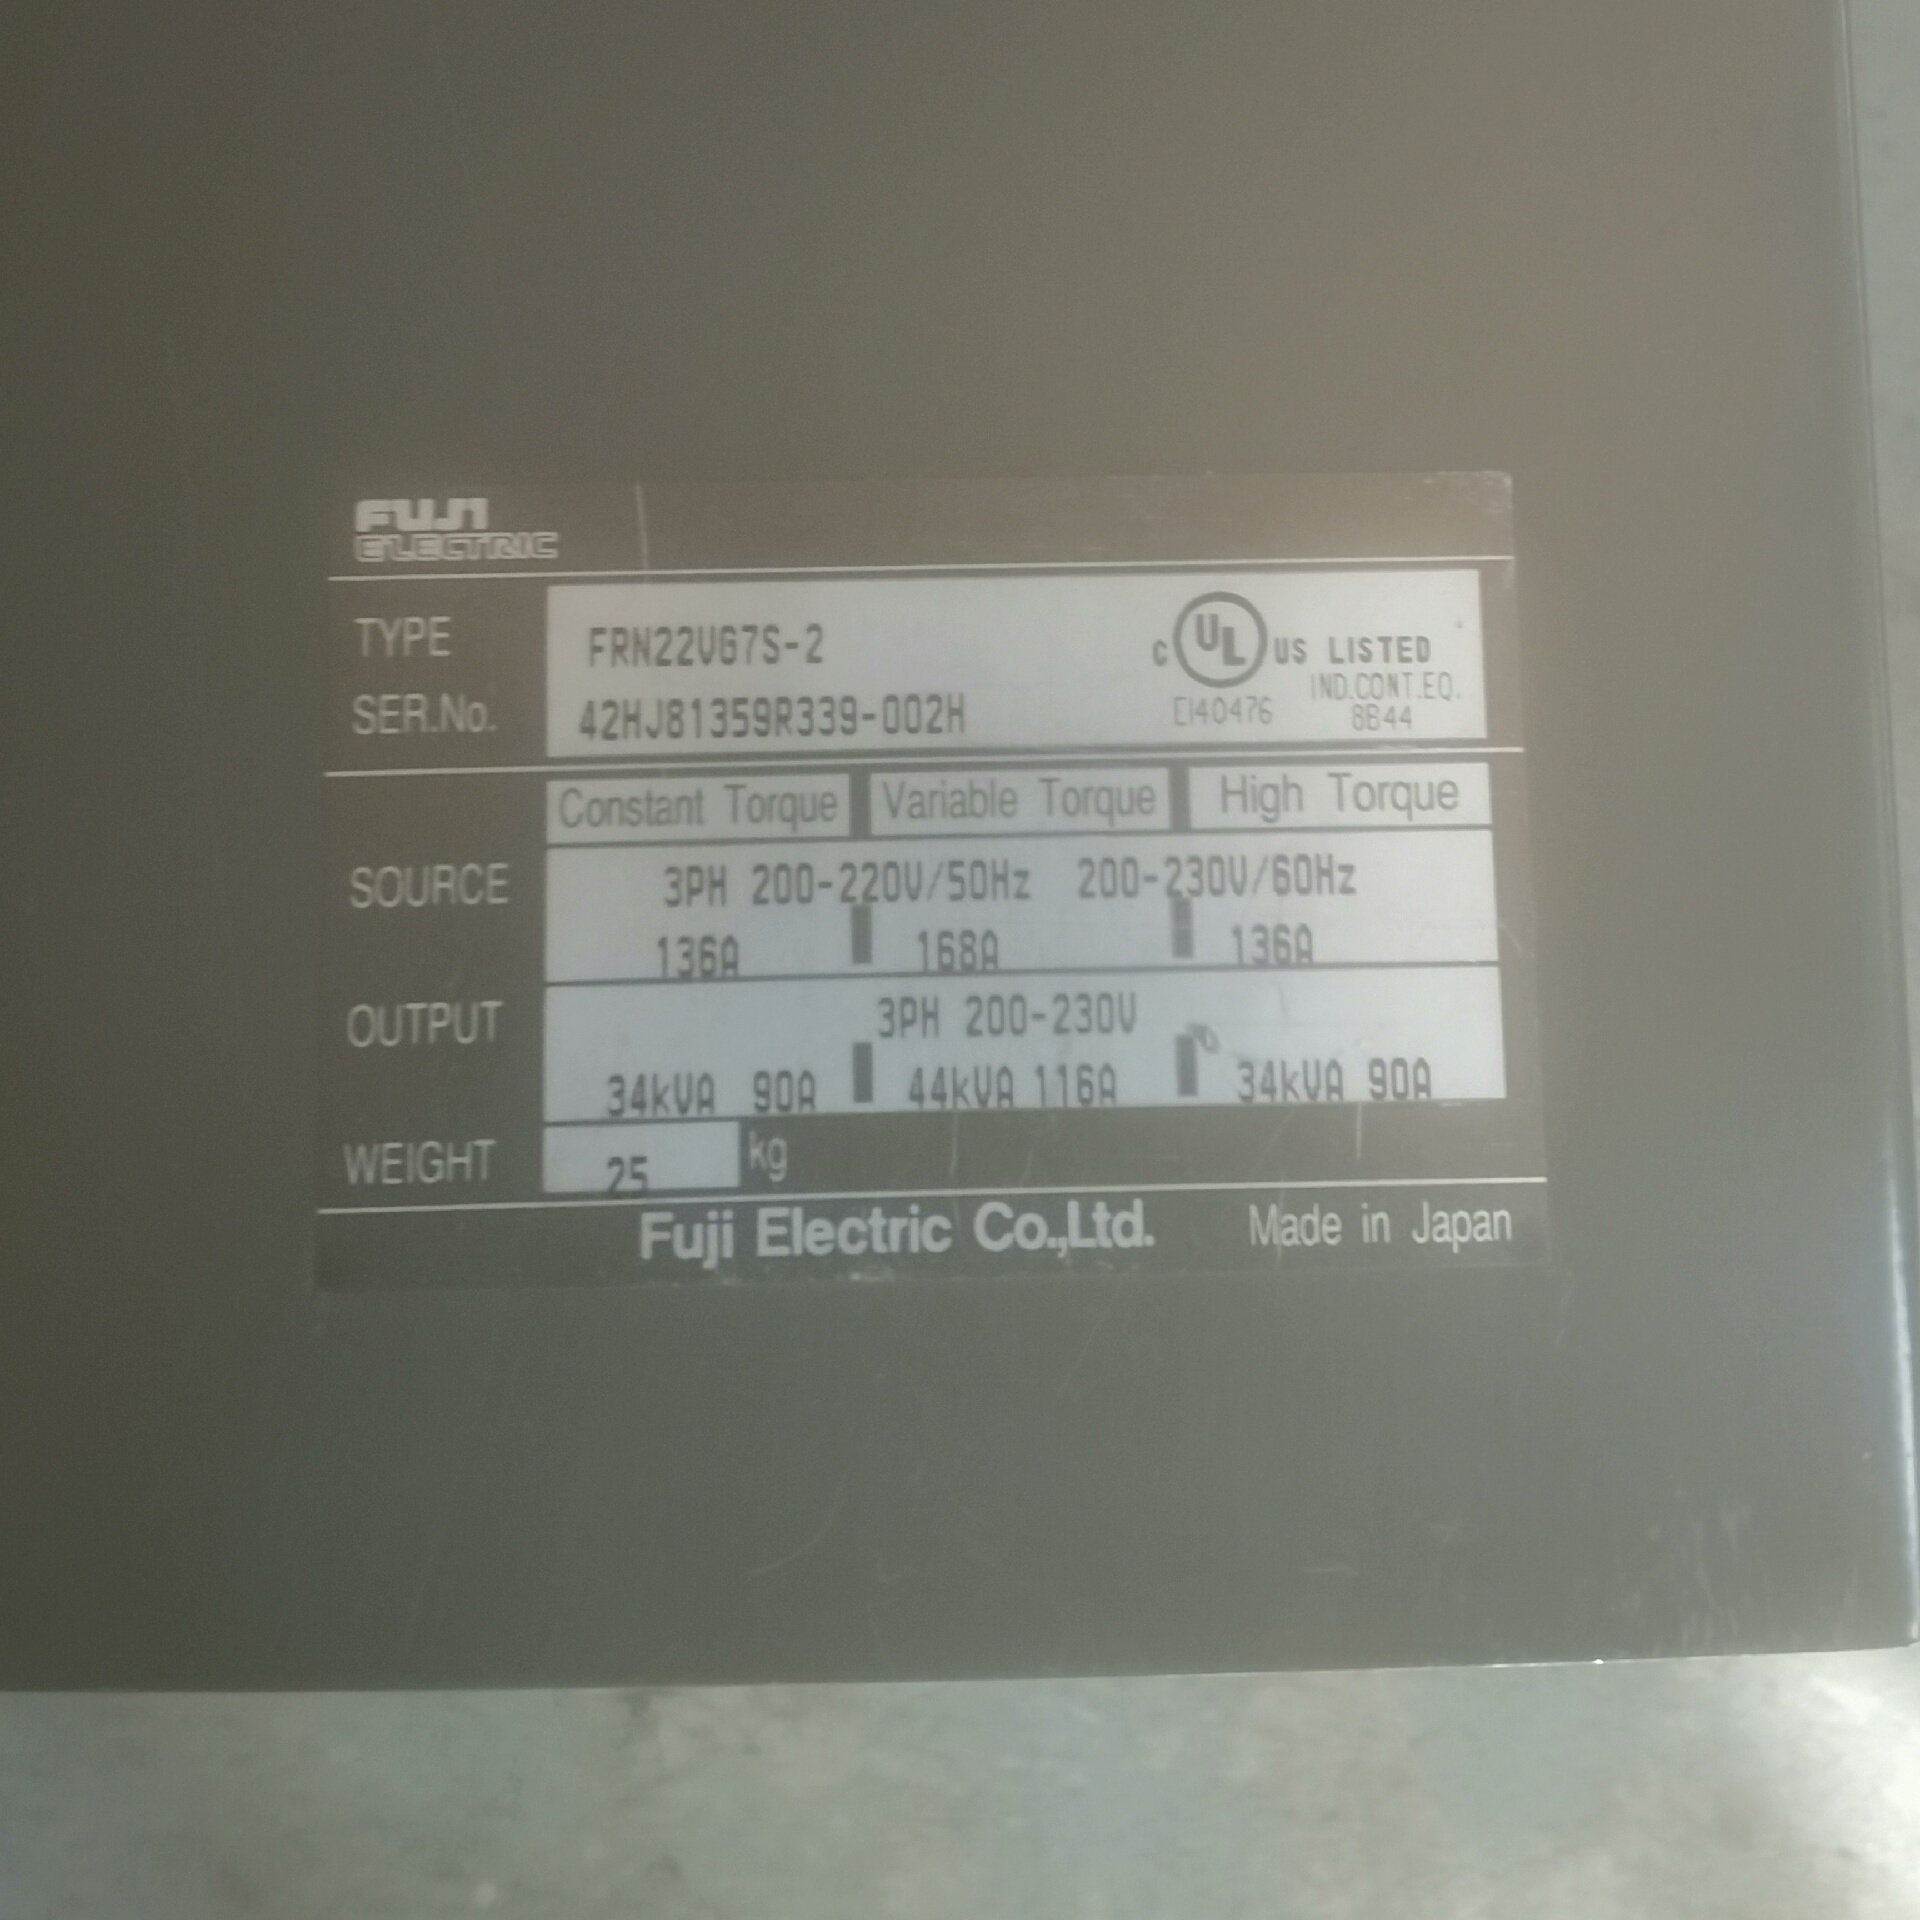 FUJI
ELECTRIC
TYPE FRN22VG7S-2
SER.No. 42HJ81359R339-002H
C UL US LISTED
IND.CONT.EQ.
E140476 8B44
Constant Torque Variable Torque High Torque
SOURCE 3PH 200-220V/50Hz 200-230V/60Hz
136A 168A 136A
OUTPUT 3PH 200-230V
34kVA 90A 44kVA 116A 34kVA 90A
WEIGHT 25 kg
Fuji Electric Co.,Ltd. Made in Japan